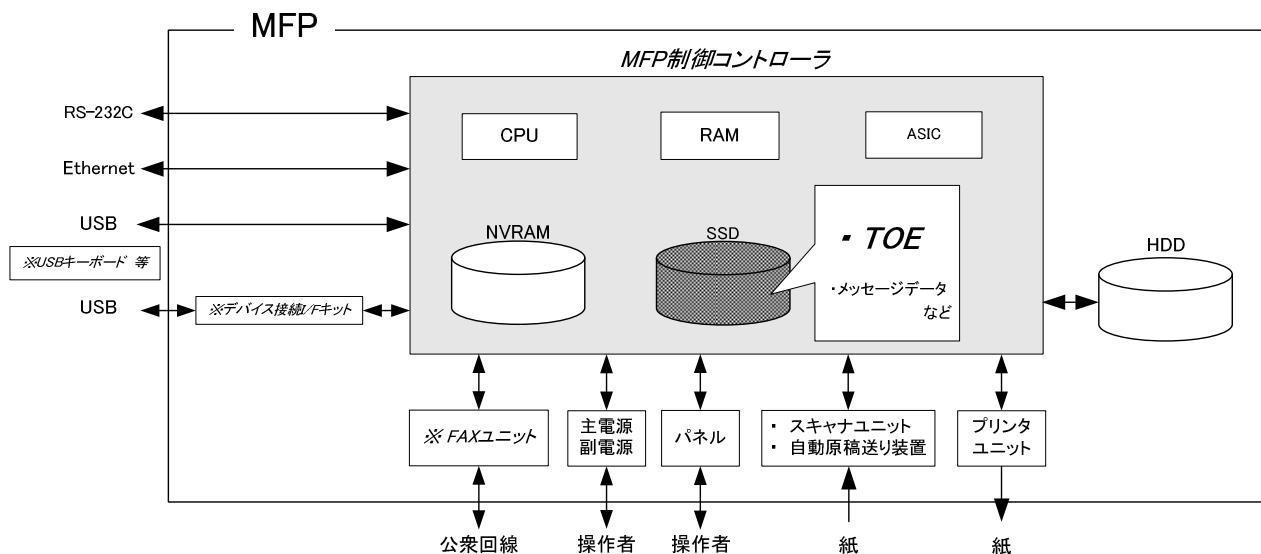 MFP
MFP制御コントローラ
RS-232C
CPU
RAM
ASIC
Ethernet
USB
NVRAM
SSD
・ TOE
・メッセージデータ
など
HDD
※USBキーボード 等
USB
※デバイス接続I/Fキット
※ FAXユニット
主電源
副電源
パネル
・ スキャナユニット
・ 自動原稿送り装置
プリンタ
ユニット
公衆回線
操作者
操作者
紙
紙